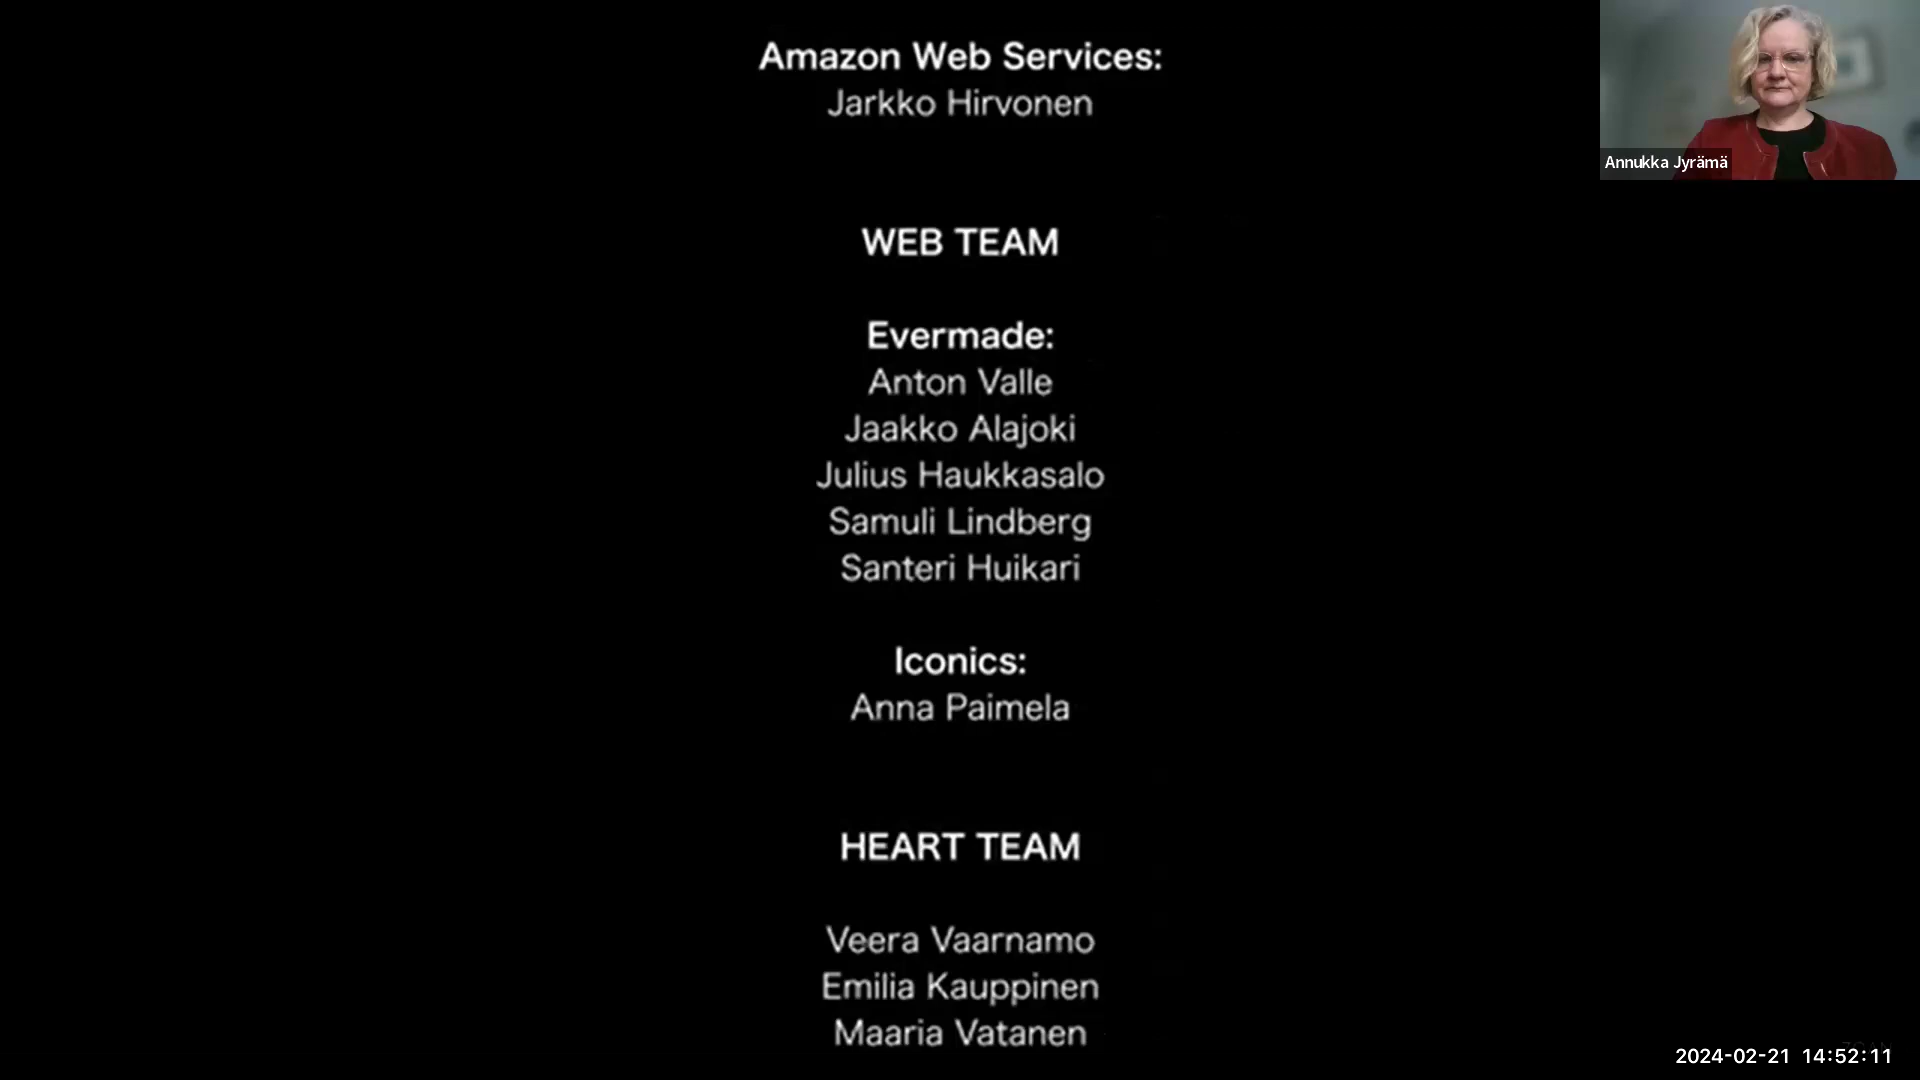 Amazon Web Services:
Jarkko Hirvonen
WEB TEAM
Evermade:
Anton Valle
Jaakko Alajoki
Julius Haukkasalo
Samuli Lindberg
Santeri Huikari
Iconics:
Anna Paimela
HEART TEAM
Veera Vaarnamo
Emilia Kauppinen
Maaria Vatanen
Annukka Jyrämä
2024-02-21 14:52:11